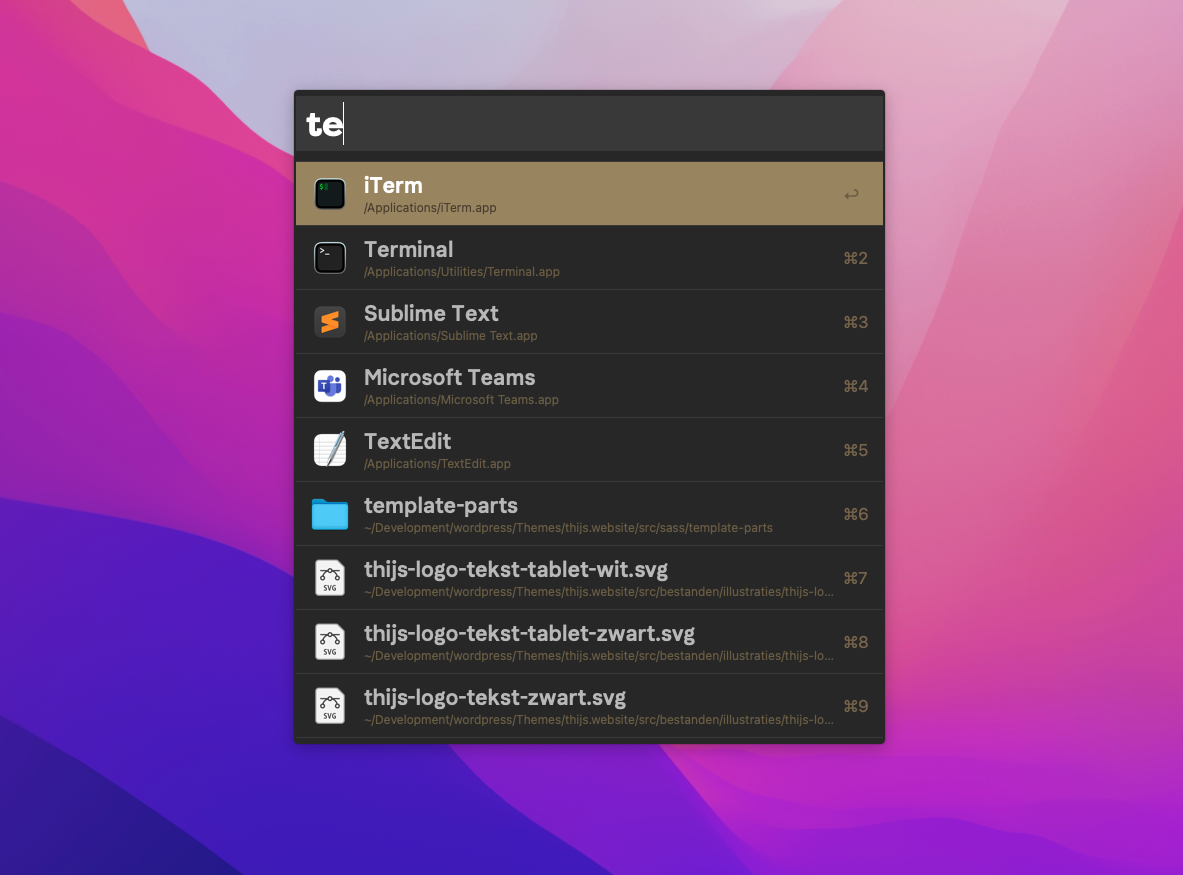 te
iTerm
/Applications/iTerm.app
↩
Terminal
/Applications/Utilities/Terminal.app
⌘2
Sublime Text
/Applications/Sublime Text.app
⌘3
Microsoft Teams
/Applications/Microsoft Teams.app
⌘4
TextEdit
/Applications/TextEdit.app
⌘5
template-parts
~/Development/wordpress/Themes/thijs.website/src/sass/template-parts
⌘6
thijs-logo-tekst-tablet-wit.svg
~/Development/wordpress/Themes/thijs.website/src/bestanden/illustraties/thijs-lo...
SVG
⌘7
thijs-logo-tekst-tablet-zwart.svg
~/Development/wordpress/Themes/thijs.website/src/bestanden/illustraties/thijs-lo...
SVG
⌘8
thijs-logo-tekst-zwart.svg
~/Development/wordpress/Themes/thijs.website/src/bestanden/illustraties/thijs-lo...
SVG
⌘9